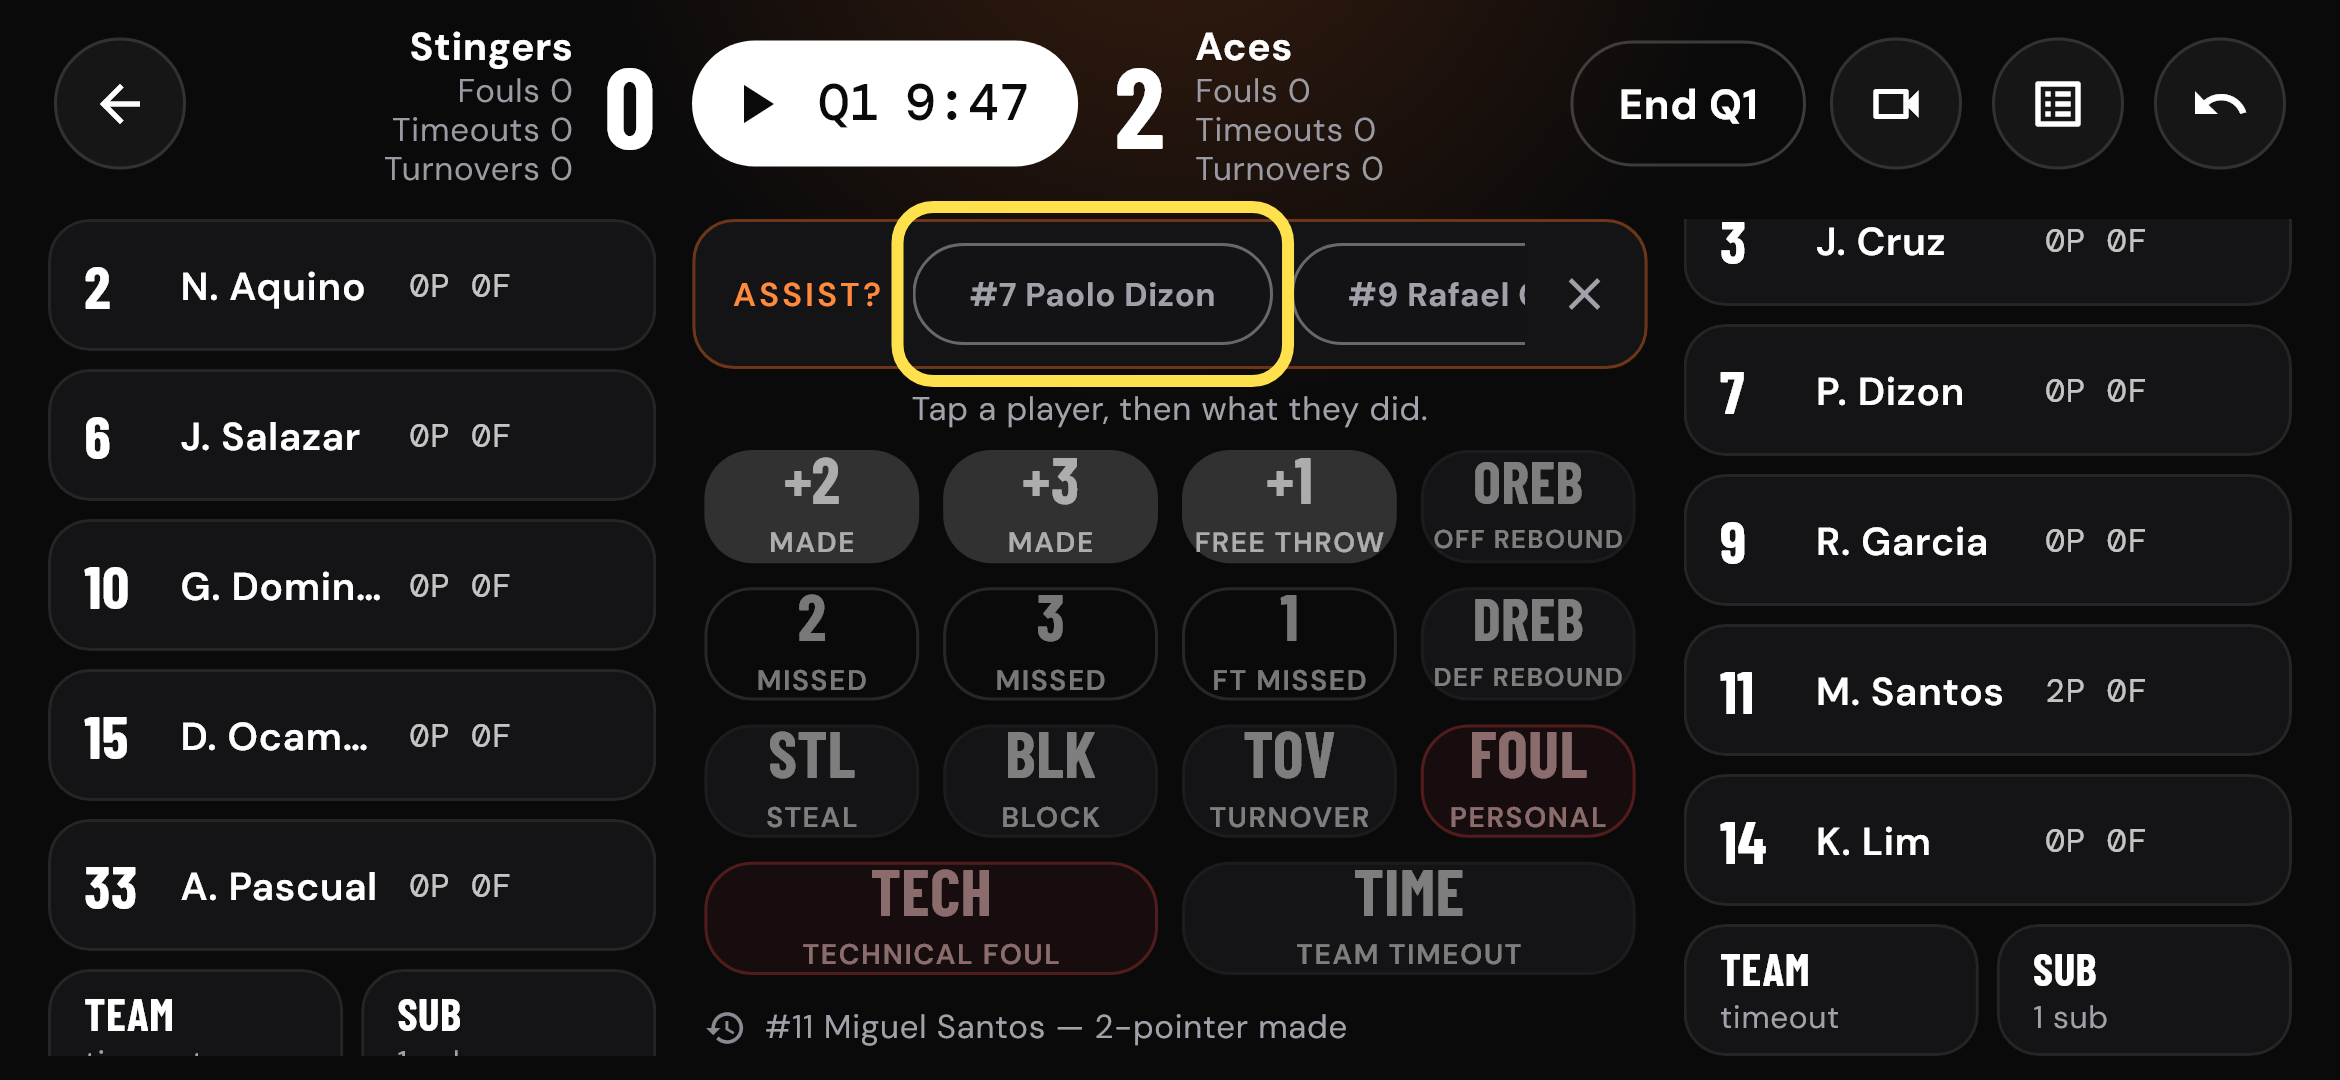 Stingers
Fouls 0
Timeouts 0
Turnovers 0
0
Q1 9:47
2
Aces
Fouls 0
Timeouts 0
Turnovers 0
End Q1
2 N. Aquino 0P 0F
6 J. Salazar 0P 0F
10 G. Domin... 0P 0F
15 D. Ocam... 0P 0F
33 A. Pascual 0P 0F
TEAM
SUB
ASSIST? #7 Paolo Dizon #9 Rafael
Tap a player, then what they did.
+2 MADE
+3 MADE
+1 FREE THROW
OREB OFF REBOUND
2 MISSED
3 MISSED
1 FT MISSED
DREB DEF REBOUND
STL STEAL
BLK BLOCK
TOV TURNOVER
FOUL PERSONAL
TECH TECHNICAL FOUL
TIME TEAM TIMEOUT
#11 Miguel Santos — 2-pointer made
3 J. Cruz 0P 0F
7 P. Dizon 0P 0F
9 R. Garcia 0P 0F
11 M. Santos 2P 0F
14 K. Lim 0P 0F
TEAM timeout
SUB 1 sub